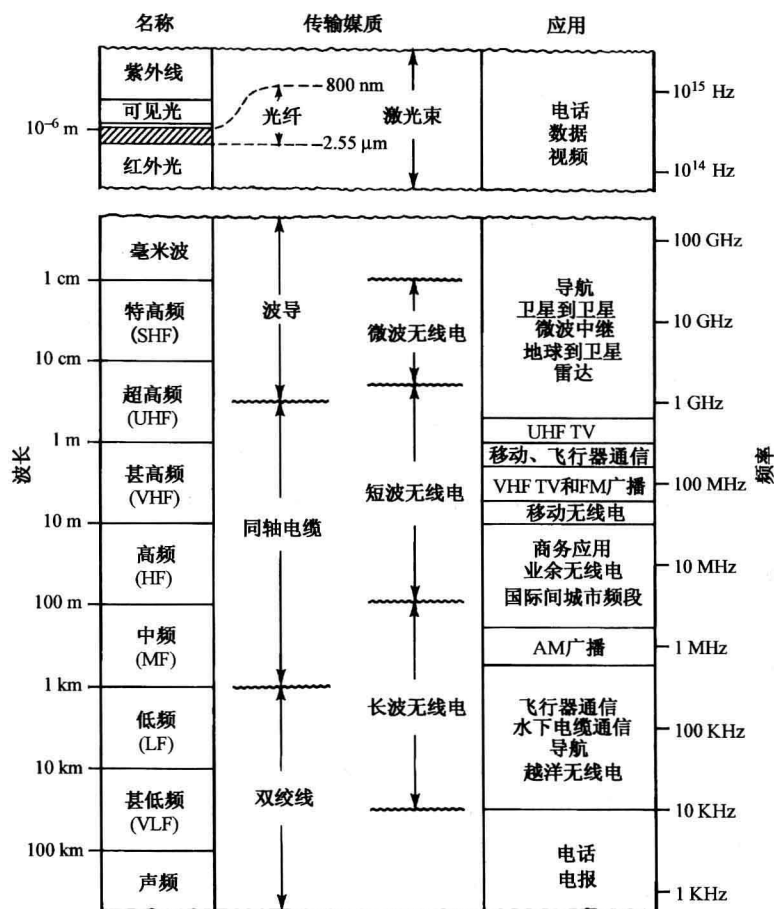 名称
传输媒质
应用
紫外线
可见光
红外光
10⁻⁶ m
800 nm
光纤
2.55 μm
激光束
电话
数据
视频
10¹⁵ Hz
10¹⁴ Hz
波长
1 cm
10 cm
1 m
10 m
100 m
1 km
10 km
100 km
毫米波
特高频
(SHF)
超高频
(UHF)
甚高频
(VHF)
高频
(HF)
中频
(MF)
低频
(LF)
甚低频
(VLF)
声频
波导
同轴电缆
双绞线
微波无线电
短波无线电
长波无线电
导航
卫星到卫星
微波中继
地球到卫星
雷达
UHF TV
移动、飞行器通信
VHF TV和FM广播
移动无线电
商务应用
业余无线电
国际间城市频段
AM广播
飞行器通信
水下电缆通信
导航
越洋无线电
电话
电报
100 GHz
10 GHz
1 GHz
100 MHz
10 MHz
1 MHz
100 KHz
10 KHz
1 KHz
频率